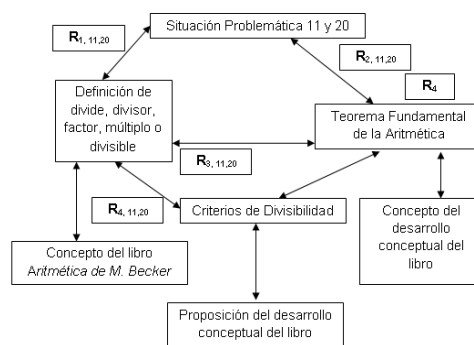 Situación Problemática 11 y 20
R1, 11,20
R2, 11,20
R4
Definición de
divide, divisor,
factor, múltiplo o
divisible
Teorema Fundamental
de la Aritmética
R3, 11,20
R4, 11,20
Criterios de Divisibilidad
Concepto del libro
Aritmética de M. Becker
Concepto del
desarrollo
conceptual del
libro
Proposición del desarrollo
conceptual del libro